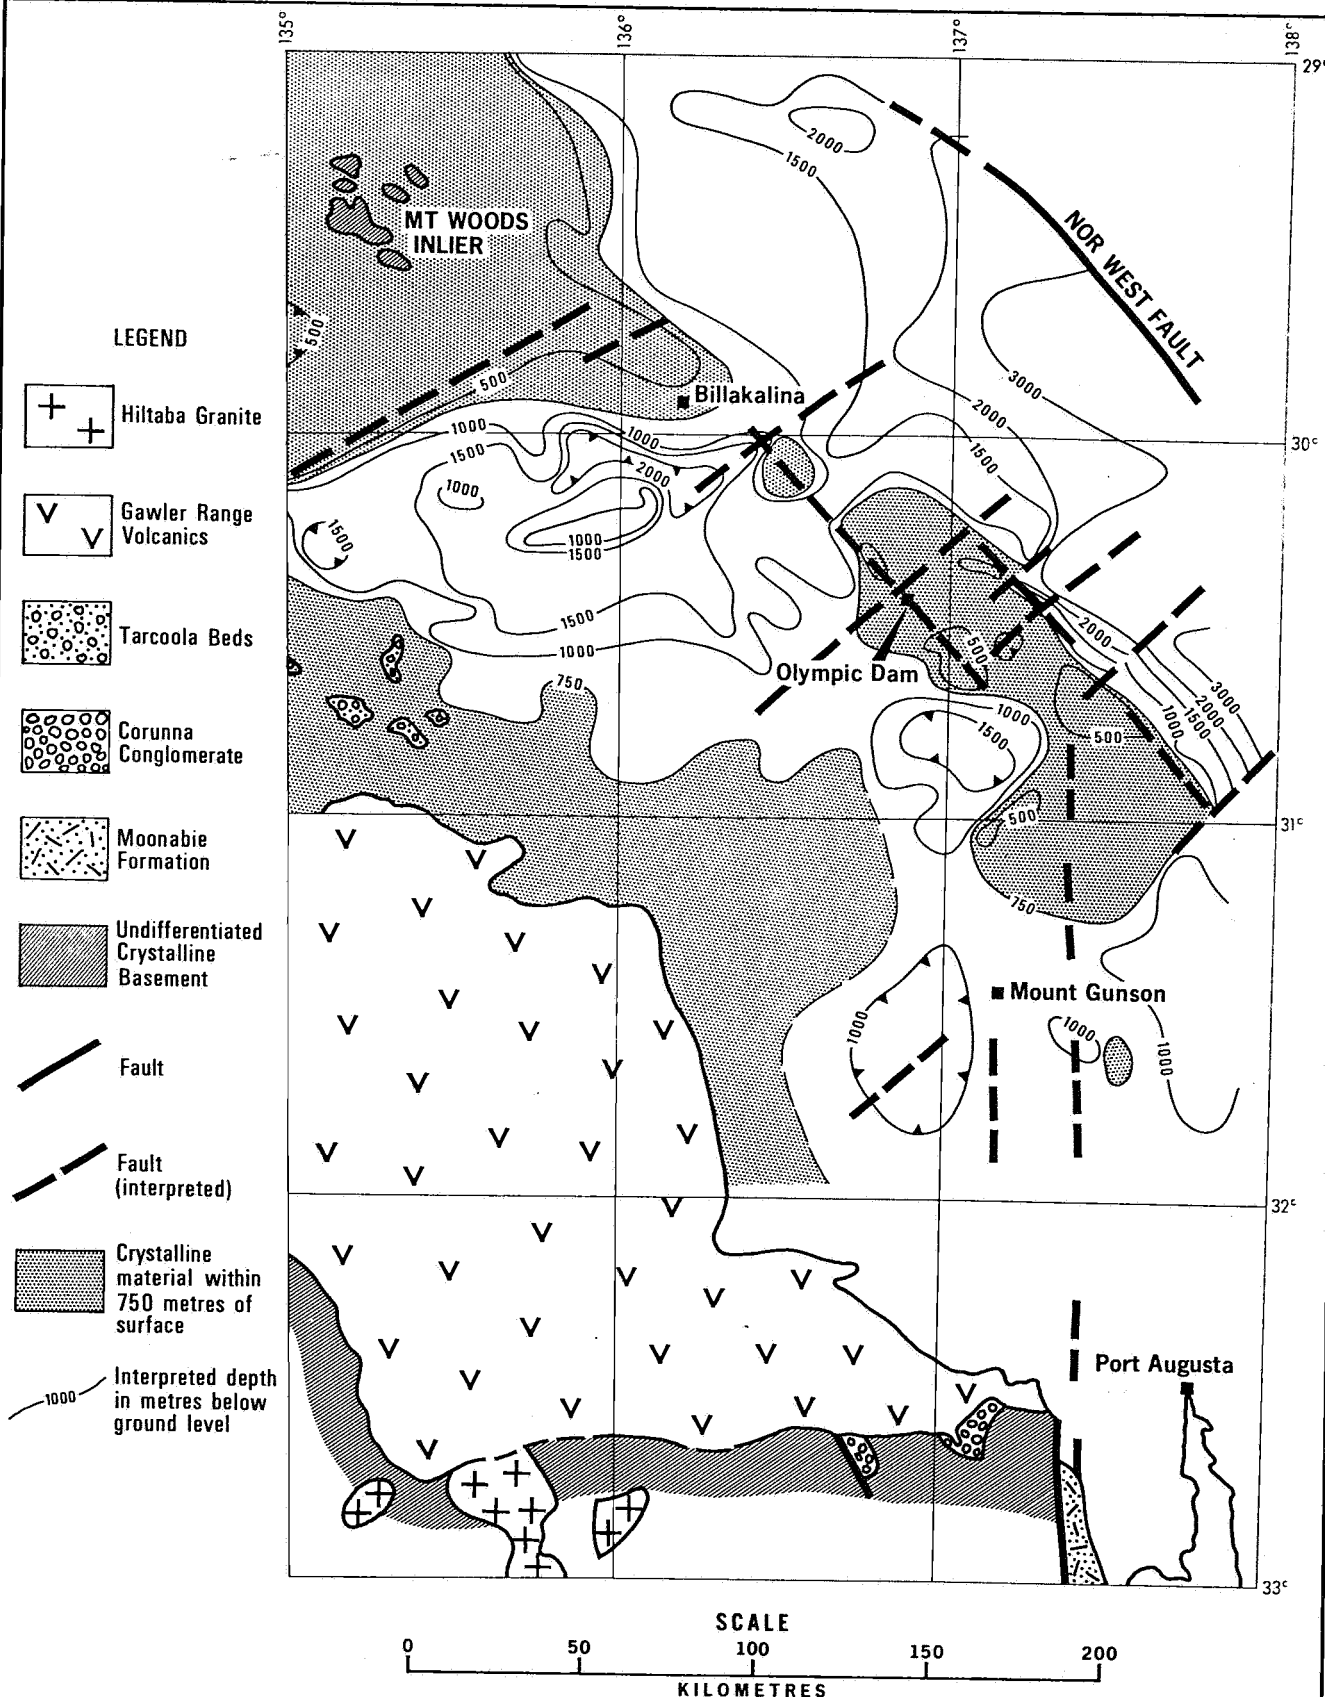 135°
136°
137°
138°
29°
30°
31°
32°
33°
MT WOODS
INLIER
NOR WEST FAULT
Billakalina
Olympic Dam
Mount Gunson
Port Augusta
2000
1500
500
500
3000
2000
1500
1000
1500
1000
1000
2000
1500
1000
1500
1500
1000
750
500
2000
1000
1500
500
3000
2000
1500
1000
500
750
1000
1000
1000
LEGEND
Hiltaba Granite
Gawler Range
Volcanics
Tarcoola Beds
Corunna
Conglomerate
Moonabie
Formation
Undifferentiated
Crystalline
Basement
Fault
Fault
(interpreted)
Crystalline
material within
750 metres of
surface
1000
Interpreted depth
in metres below
ground level
SCALE
0 50 100 150 200
KILOMETRES